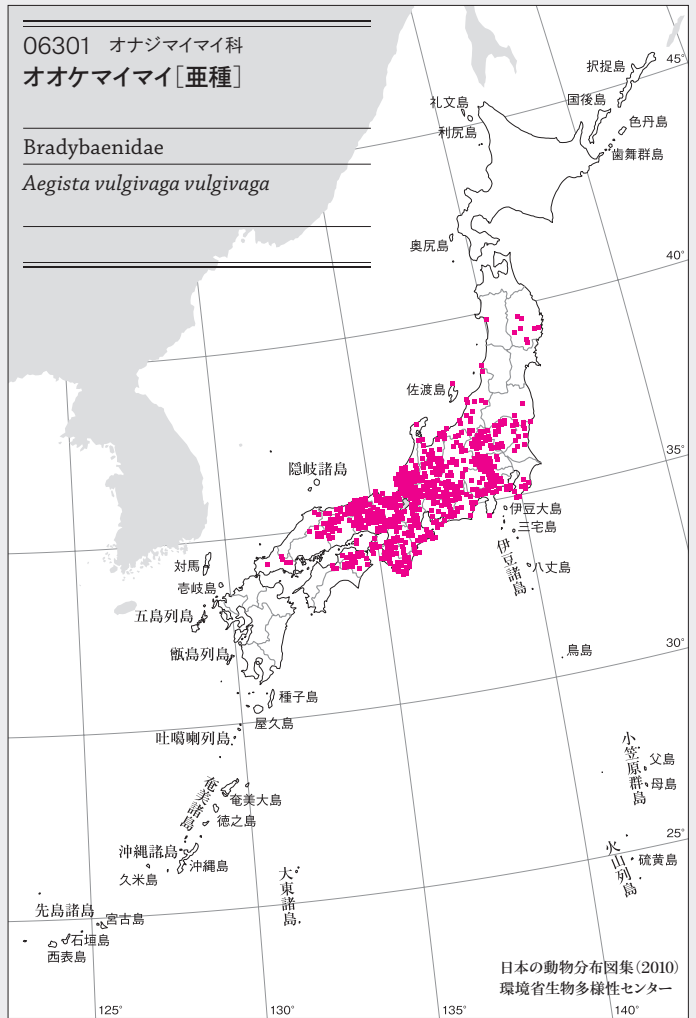 06301 オナジマイマイ科
オオケマイマイ［亜種］
Bradybaenidae
Aegista vulgivaga vulgivaga
45°
択捉島
礼文島
国後島
利尻島
色丹島
歯舞群島
奥尻島
40°
佐渡島
35°
隠岐諸島
伊豆大島
三宅島
伊豆諸島
八丈島
対馬
壱岐島
五島列島
甑島列島
鳥島
30°
種子島
屋久島
吐噶喇列島
小笠原群島
父島
母島
奄美諸島
奄美大島
徳之島
25°
沖縄諸島
沖縄島
久米島
火山列島
硫黄島
大東諸島
先島諸島
宮古島
石垣島
西表島
日本の動物分布図集（2010）
環境省生物多様性センター
125°
130°
135°
140°